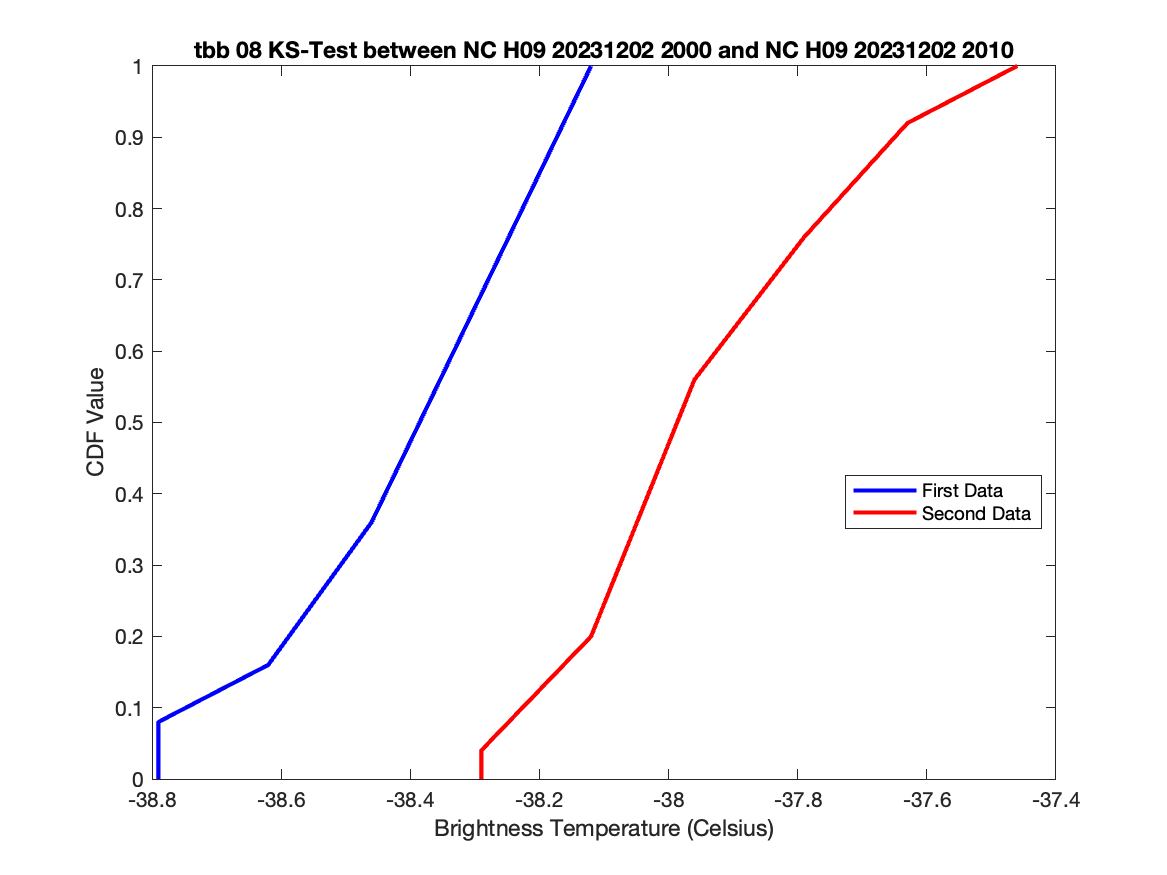 tbb 08 KS-Test between NC H09 20231202 2000 and NC H09 20231202 2010
1
0.9
0.8
0.7
0.6
0.5
0.4
0.3
0.2
0.1
0
CDF Value
First Data
Second Data
-38.8 -38.6 -38.4 -38.2 -38 -37.8 -37.6 -37.4
Brightness Temperature (Celsius)